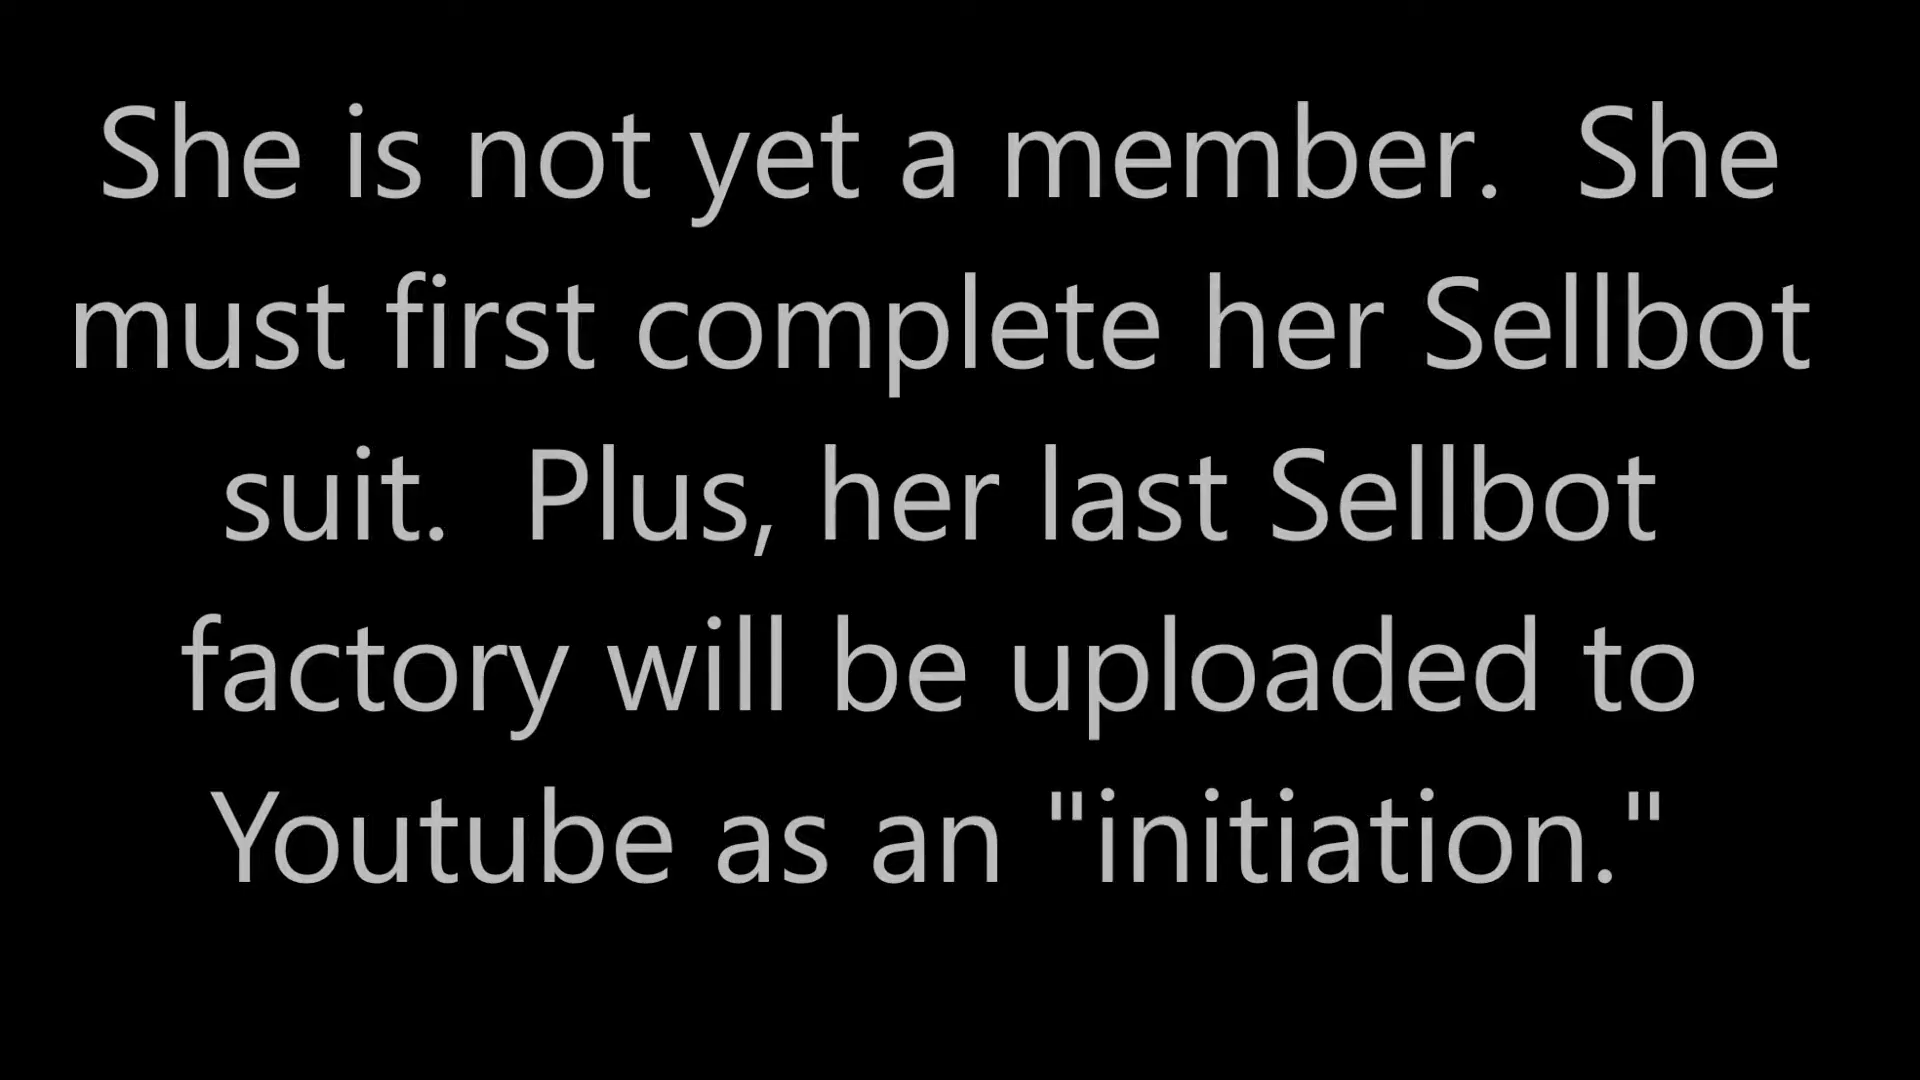 She is not yet a member.  She
must first complete her Sellbot
suit.  Plus, her last Sellbot
factory will be uploaded to
Youtube as an "initiation."